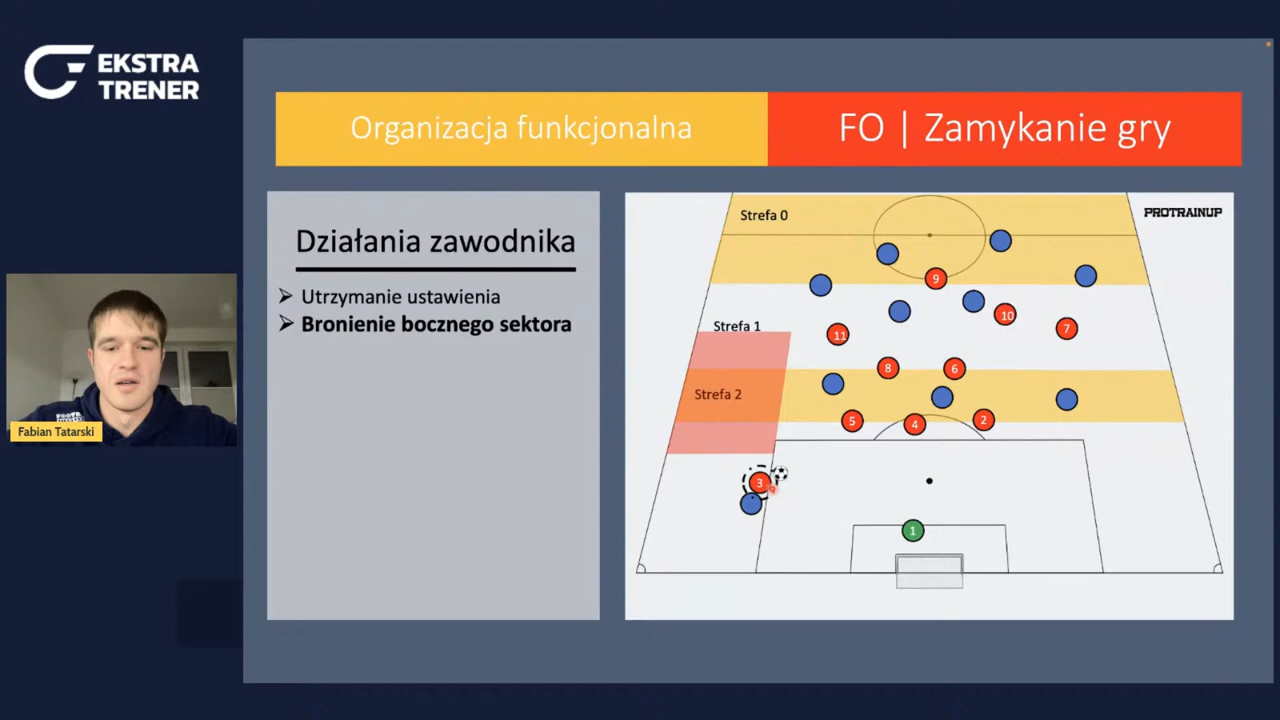 EKSTRA
TRENER
Organizacja funkcjonalna
FO | Zamykanie gry
Działania zawodnika
Utrzymanie ustawienia
Bronienie bocznego sektora
Strefa 0
PROTRAINUP
9
10
Strefa 1
11
7
8
6
Strefa 2
5
4
2
3
1
Fabian Tatarski